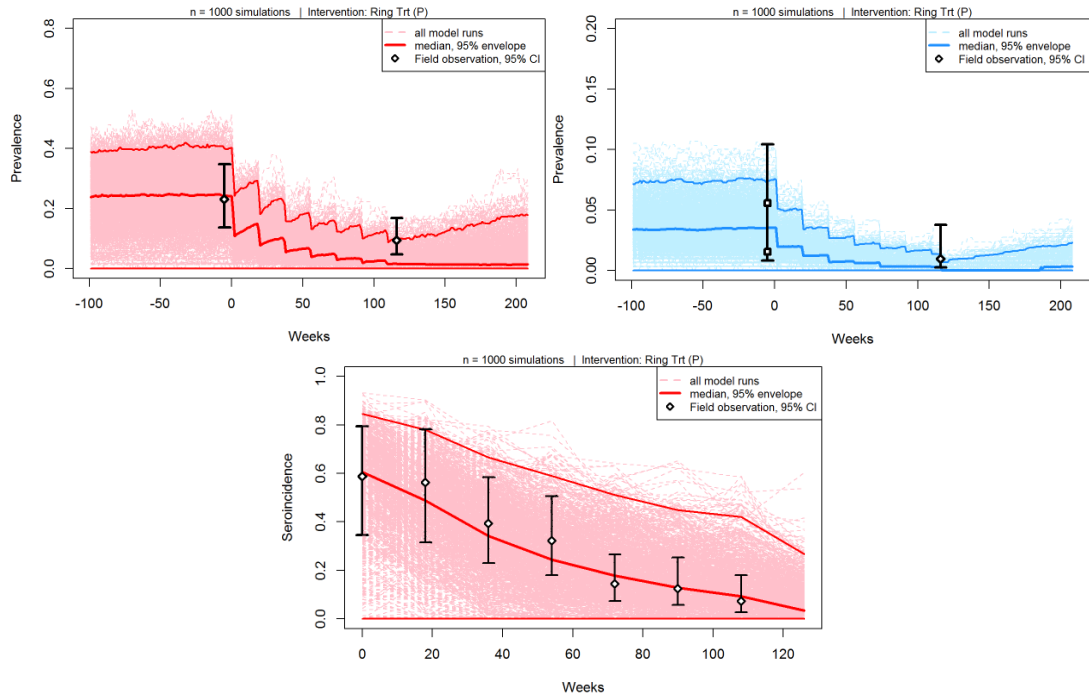 n = 1000 simulations | Intervention: Ring Trt (P)
all model runs
median, 95% envelope
Field observation, 95% CI
Prevalence
0.8
0.6
0.4
0.2
0.0
-100 -50 0 50 100 150 200
Weeks
n = 1000 simulations | Intervention: Ring Trt (P)
all model runs
median, 95% envelope
Field observation, 95% CI
Prevalence
0.20
0.15
0.10
0.05
0.00
-100 -50 0 50 100 150 200
Weeks
n = 1000 simulations | Intervention: Ring Trt (P)
all model runs
median, 95% envelope
Field observation, 95% CI
Seroincidence
1.0
0.8
0.6
0.4
0.2
0.0
0 20 40 60 80 100 120
Weeks